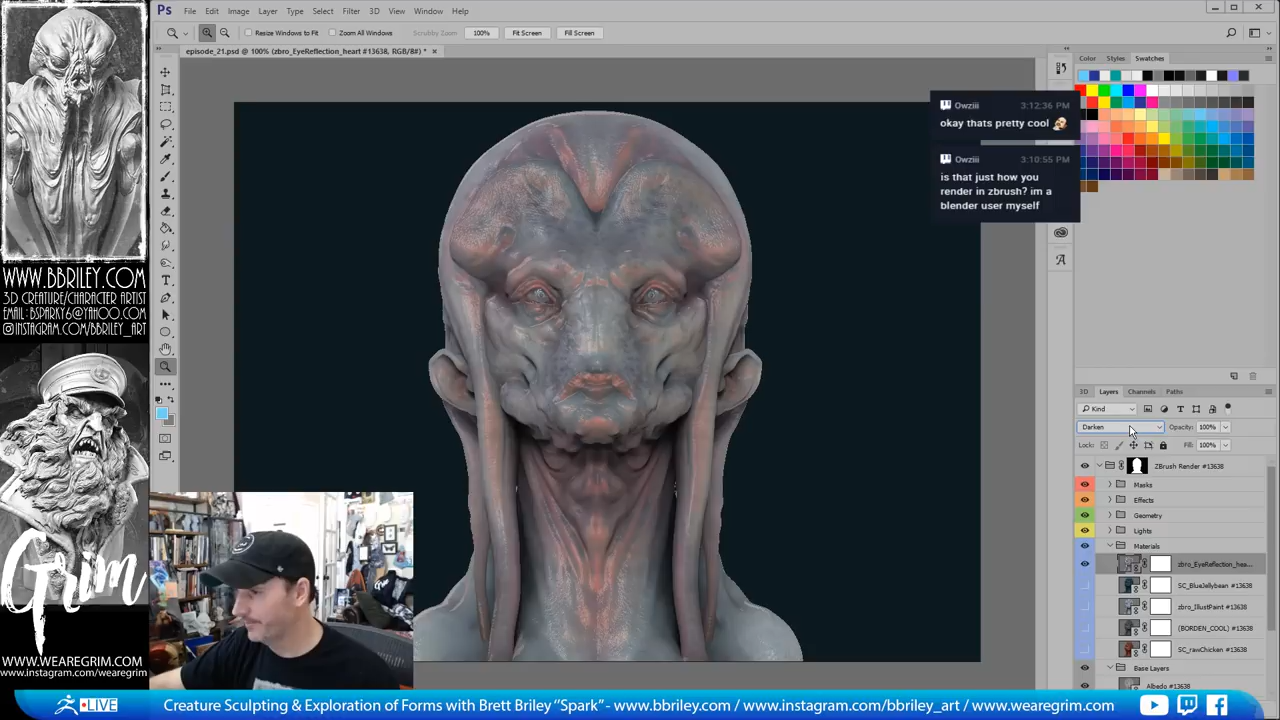 Ps File Edit Image Layer Type Select Filter 3D View Window Help
Resize Windows to Fit Zoom All Windows Scrubby Zoom 100% Fit Screen Fill Screen
episode_21.psd @ 100% (zbro_EyeReflection_heart #13638, RGB/8#) * ×
Color Styles Swatches
Owziii 3:12:36 PM
okay thats pretty cool
Owziii 3:10:55 PM
is that just how you
render in zbrush? im a
blender user myself
WWW.BBRILEY.COM
3D CREATURE/CHARACTER ARTIST
EMAIL:BSPARKY6@YAHOO.COM
INSTAGRAM.COM/BBRILEY_ART
Grim
WWW.WEAREGRIM.COM
www.instagram.com/wearegrim
3D Layers Channels Paths
Kind
Darken Opacity: 100%
Lock: Fill: 100%
ZBrush Render #13638
Masks
Effects
Geometry
Lights
Materials
zbro_EyeReflection_hea...
SC_BlueJellybean #13638
zbro_IllustPaint #13638
(BORDEN_COOL) #13638
SC_rawChicken #13638
Base Layers
Albedo #13638
LIVE Creature Sculpting & Exploration of Forms with Brett Briley “Spark” - www.bbriley.com / www.instagram.com/bbriley_art / www.wearegrim.com